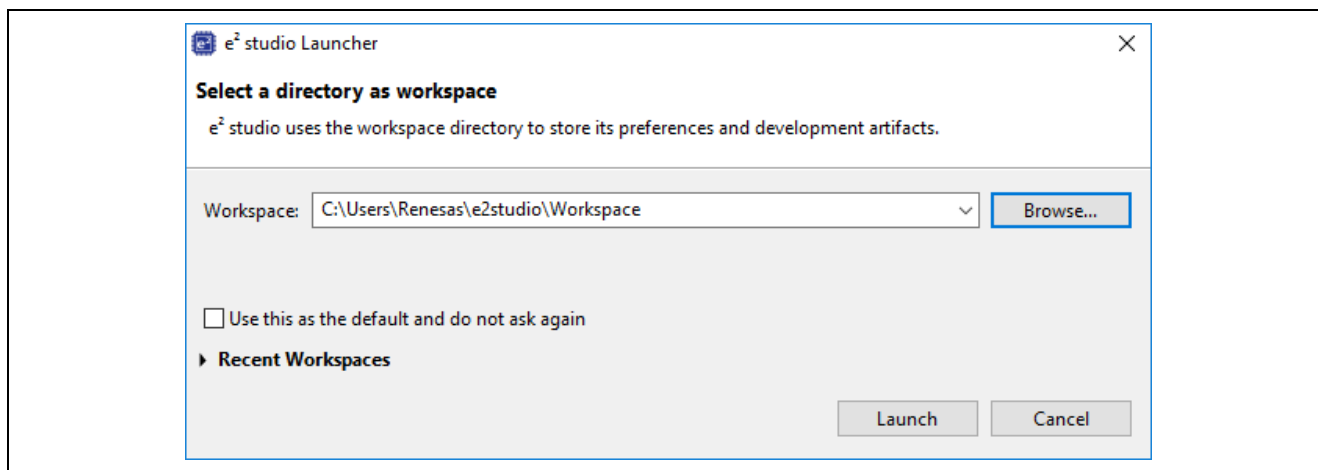 e² studio Launcher
Select a directory as workspace
e² studio uses the workspace directory to store its preferences and development artifacts.
Workspace: C:\Users\Renesas\e2studio\Workspace Browse...
Use this as the default and do not ask again
Recent Workspaces
Launch Cancel